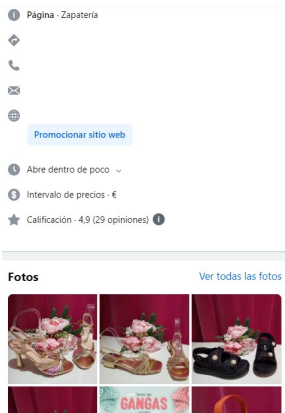 Página · Zapatería
Promocionar sitio web
Abre dentro de poco
Intervalo de precios · €
Calificación · 4,9 (29 opiniones)
Fotos
Ver todas las fotos
GANGAS